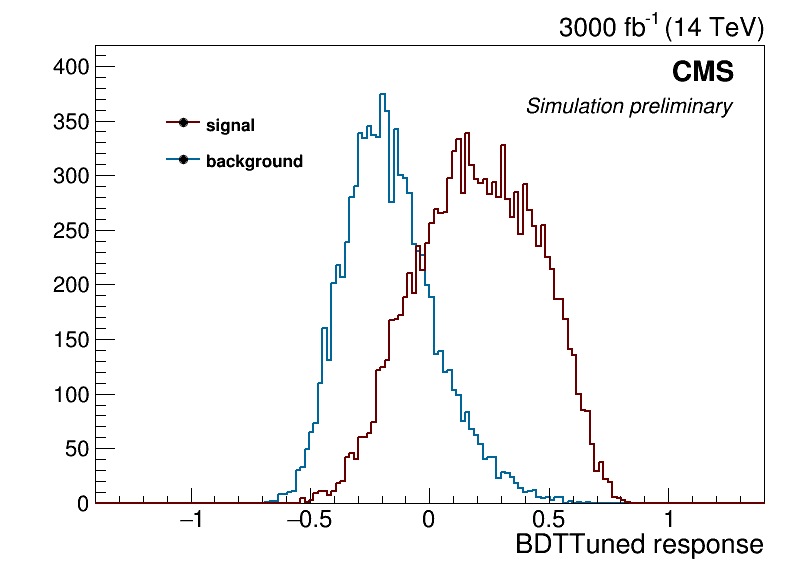 3000 fb⁻¹ (14 TeV)
CMS
Simulation preliminary
signal
background
400
350
300
250
200
150
100
50
0
−1 −0.5 0 0.5 1
BDTTuned response